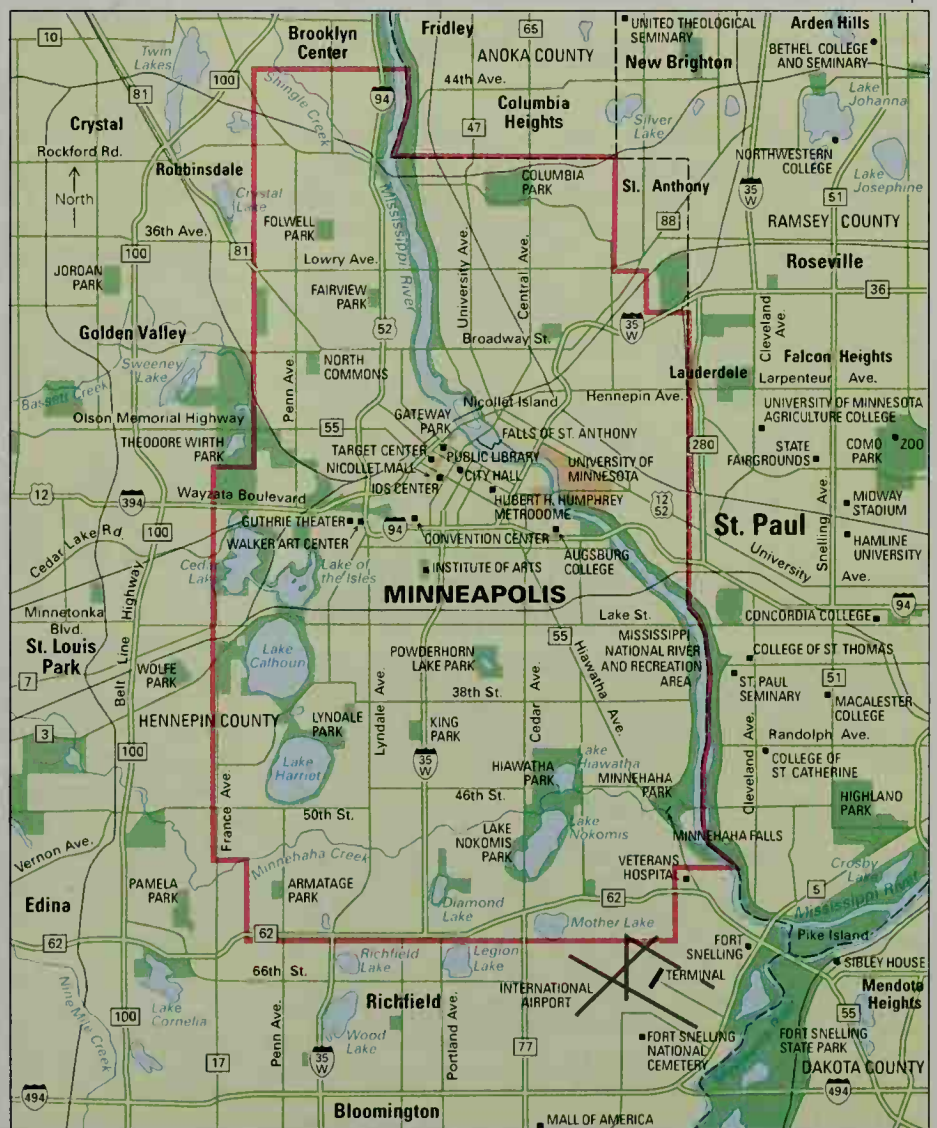 UNITED THEOLOGICAL
SEMINARY
Arden Hills
BETHEL COLLEGE
AND SEMINARY
Brooklyn
Center
Fridley
65
ANOKA COUNTY
New Brighton
10
Twin
Lakes
100
81
Shingle Creek
94
44th Ave.
Columbia
Heights
47
Silver
Lake
Lake
Johanna
Crystal
Rockford Rd.
North
Robbinsdale
Crystal
Lake
NORTHWESTERN
COLLEGE
Lake
Josephine
COLUMBIA
PARK
St. Anthony
35
W
51
88
RAMSEY COUNTY
Mississippi River
FOLWELL
PARK
36th Ave.
100
81
Lowry Ave.
University Ave.
Central Ave.
Roseville
JORDAN
PARK
FAIRVIEW
PARK
36
52
35
W
Broadway St.
Cleveland
Ave.
Golden Valley
Sweeney
Lake
Penn Ave.
NORTH
COMMONS
Lauderdale
Falcon Heights
Larpenteur Ave.
Bassett Creek
Nicollet Island
Hennepin Ave.
UNIVERSITY OF MINNESOTA
AGRICULTURE COLLEGE
Olson Memorial Highway
55
GATEWAY
PARK
FALLS OF ST. ANTHONY
THEODORE WIRTH
PARK
TARGET CENTER
PUBLIC LIBRARY
280
STATE
FAIRGROUNDS
COMO
PARK
ZOO
NICOLLET MALL
CITY HALL
UNIVERSITY OF
MINNESOTA
IDS CENTER
12
394
Wayzata Boulevard
HUBERT H. HUMPHREY
METRODOME
12
52
MIDWAY
STADIUM
100
GUTHRIE THEATER
94
St. Paul
Snelling Ave.
HAMLINE
UNIVERSITY
Cedar Lake Rd.
WALKER ART CENTER
CONVENTION CENTER
AUGSBURG
COLLEGE
University
Ave.
Cedar
Lake
Lake of
the Isles
INSTITUTE OF ARTS
MINNEAPOLIS
Minnetonka
Blvd.
Belt Line Highway
Lake St.
94
CONCORDIA COLLEGE
St. Louis
Park
Lake
Calhoun
55
Hiawatha Ave.
MISSISSIPPI
NATIONAL RIVER
AND RECREATION
AREA
COLLEGE OF ST THOMAS
7
WOLFE
PARK
POWDERHORN
LAKE PARK
38th St.
ST. PAUL
SEMINARY
51
MACALESTER
COLLEGE
HENNEPIN COUNTY
LYNDALE
PARK
Lyndale Ave.
KING
PARK
Cedar Ave.
Randolph Ave.
3
100
35
W
Lake
Harriet
HIAWATHA
PARK
Lake
Hiawatha
MINNEHAHA
PARK
Cleveland Ave.
COLLEGE OF
ST CATHERINE
France Ave.
46th St.
50th St.
HIGHLAND
PARK
Vernon Ave.
Minnehaha Creek
LAKE
NOKOMIS
PARK
Lake
Nokomis
MINNEHAHA FALLS
VETERANS
HOSPITAL
Crosby
Lake
PAMELA
PARK
ARMATAGE
PARK
Diamond
Lake
62
5
Mississippi River
Edina
62
62
Mother Lake
Pike Island
FORT
SNELLING
66th St.
Richfield
Lake
Legion
Lake
TERMINAL
SIBLEY HOUSE
Nine Mile Creek
Lake
Cornelia
Richfield
INTERNATIONAL
AIRPORT
Mendota
Heights
100
Wood
Lake
55
17
Penn Ave.
35
W
Portland Ave.
77
FORT SNELLING
NATIONAL
CEMETERY
FORT SNELLING
STATE PARK
DAKOTA COUNTY
494
494
Bloomington
MALL OF AMERICA